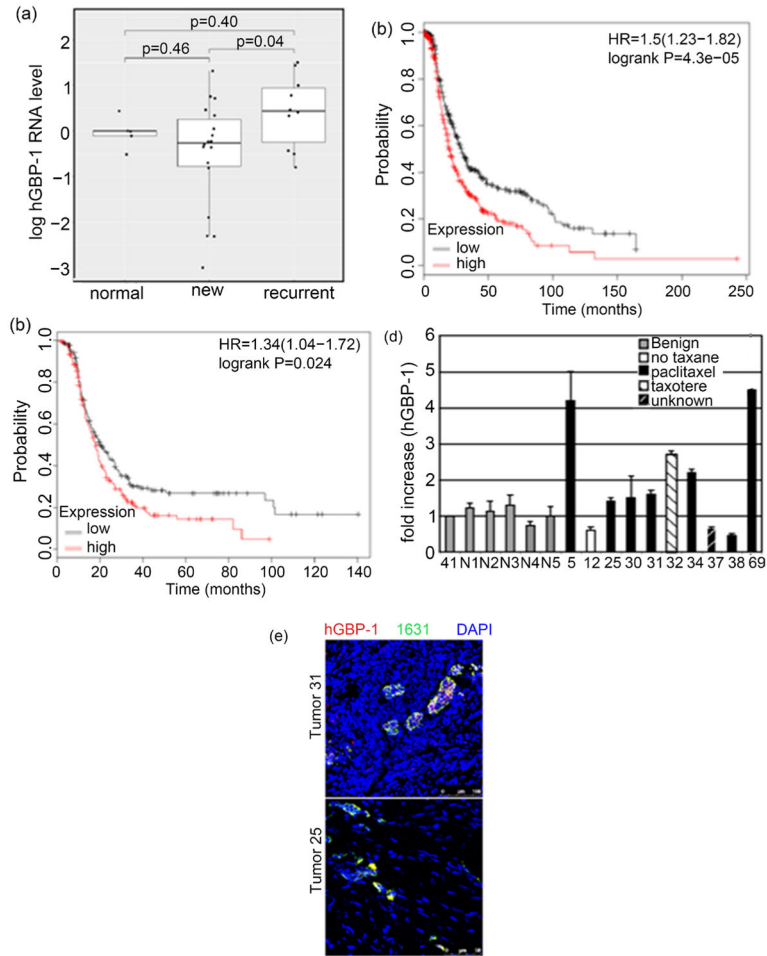 (a)
p=0.40
p=0.46
p=0.04
log hGBP-1 RNA level
2
1
0
−1
−2
−3
normal new recurrent
(b)
HR=1.5(1.23−1.82)
logrank P=4.3e−05
Probability
1.0
0.8
0.6
0.4
0.2
0.0
Expression
low
high
0 50 100 150 200 250
Time (months)
(b)
HR=1.34(1.04−1.72)
logrank P=0.024
Probability
1.0
0.8
0.6
0.4
0.2
0.0
Expression
low
high
0 20 40 60 80 100 120 140
Time (months)
(d)
fold increase (hGBP-1)
6
5
4
3
2
1
0
Benign
no taxane
paclitaxel
taxotere
unknown
41 N1 N2 N3 N4 N5 5 12 25 30 31 32 34 37 38 69
(e)
hGBP-1 1631 DAPI
Tumor 31
Tumor 25